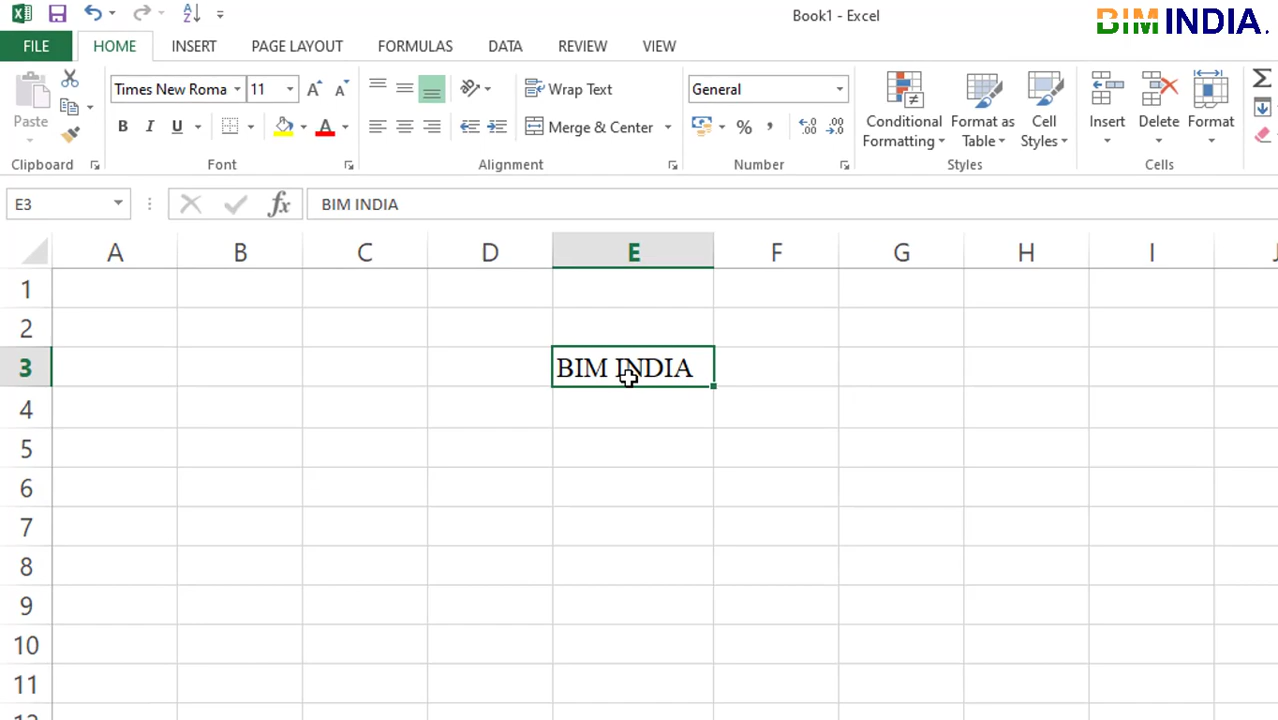 Book1 - Excel
BIM INDIA.
FILE HOME INSERT PAGE LAYOUT FORMULAS DATA REVIEW VIEW
Times New Roma 11 Wrap Text General
Paste B I U Merge & Center % , Conditional Formatting Format as Table Cell Styles Insert Delete Format
Clipboard Font Alignment Number Styles Cells
E3 fx BIM INDIA
A B C D E F G H I J
1
2
3 BIM INDIA
4
5
6
7
8
9
10
11
12